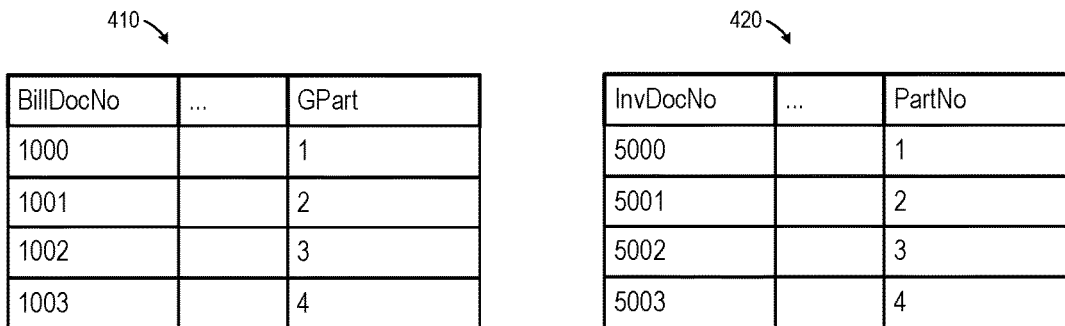 410 420
BillDocNo ... GPart InvDocNo ... PartNo
1000 1 5000 1
1001 2 5001 2
1002 3 5002 3
1003 4 5003 4